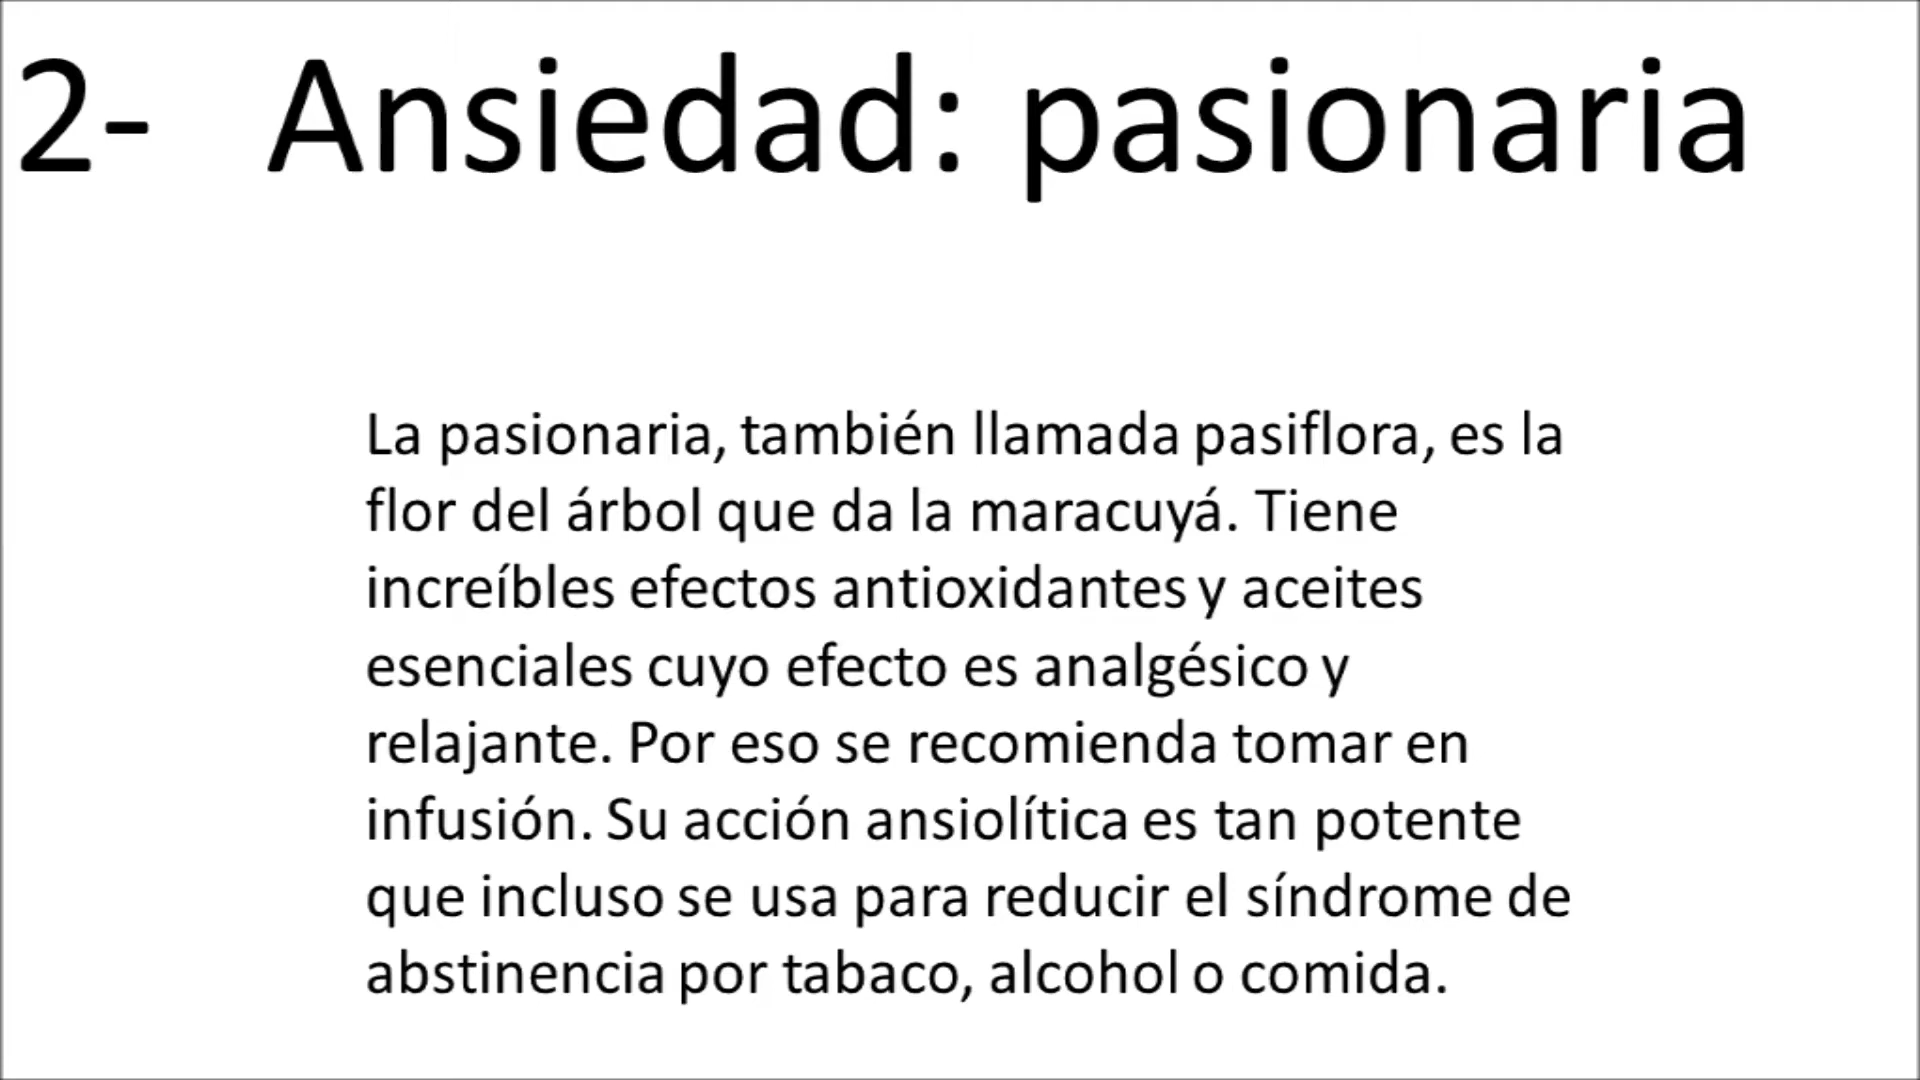 2- Ansiedad: pasionaria
La pasionaria, también llamada pasiflora, es la
flor del árbol que da la maracuyá. Tiene
increíbles efectos antioxidantes y aceites
esenciales cuyo efecto es analgésico y
relajante. Por eso se recomienda tomar en
infusión. Su acción ansiolítica es tan potente
que incluso se usa para reducir el síndrome de
abstinencia por tabaco, alcohol o comida.